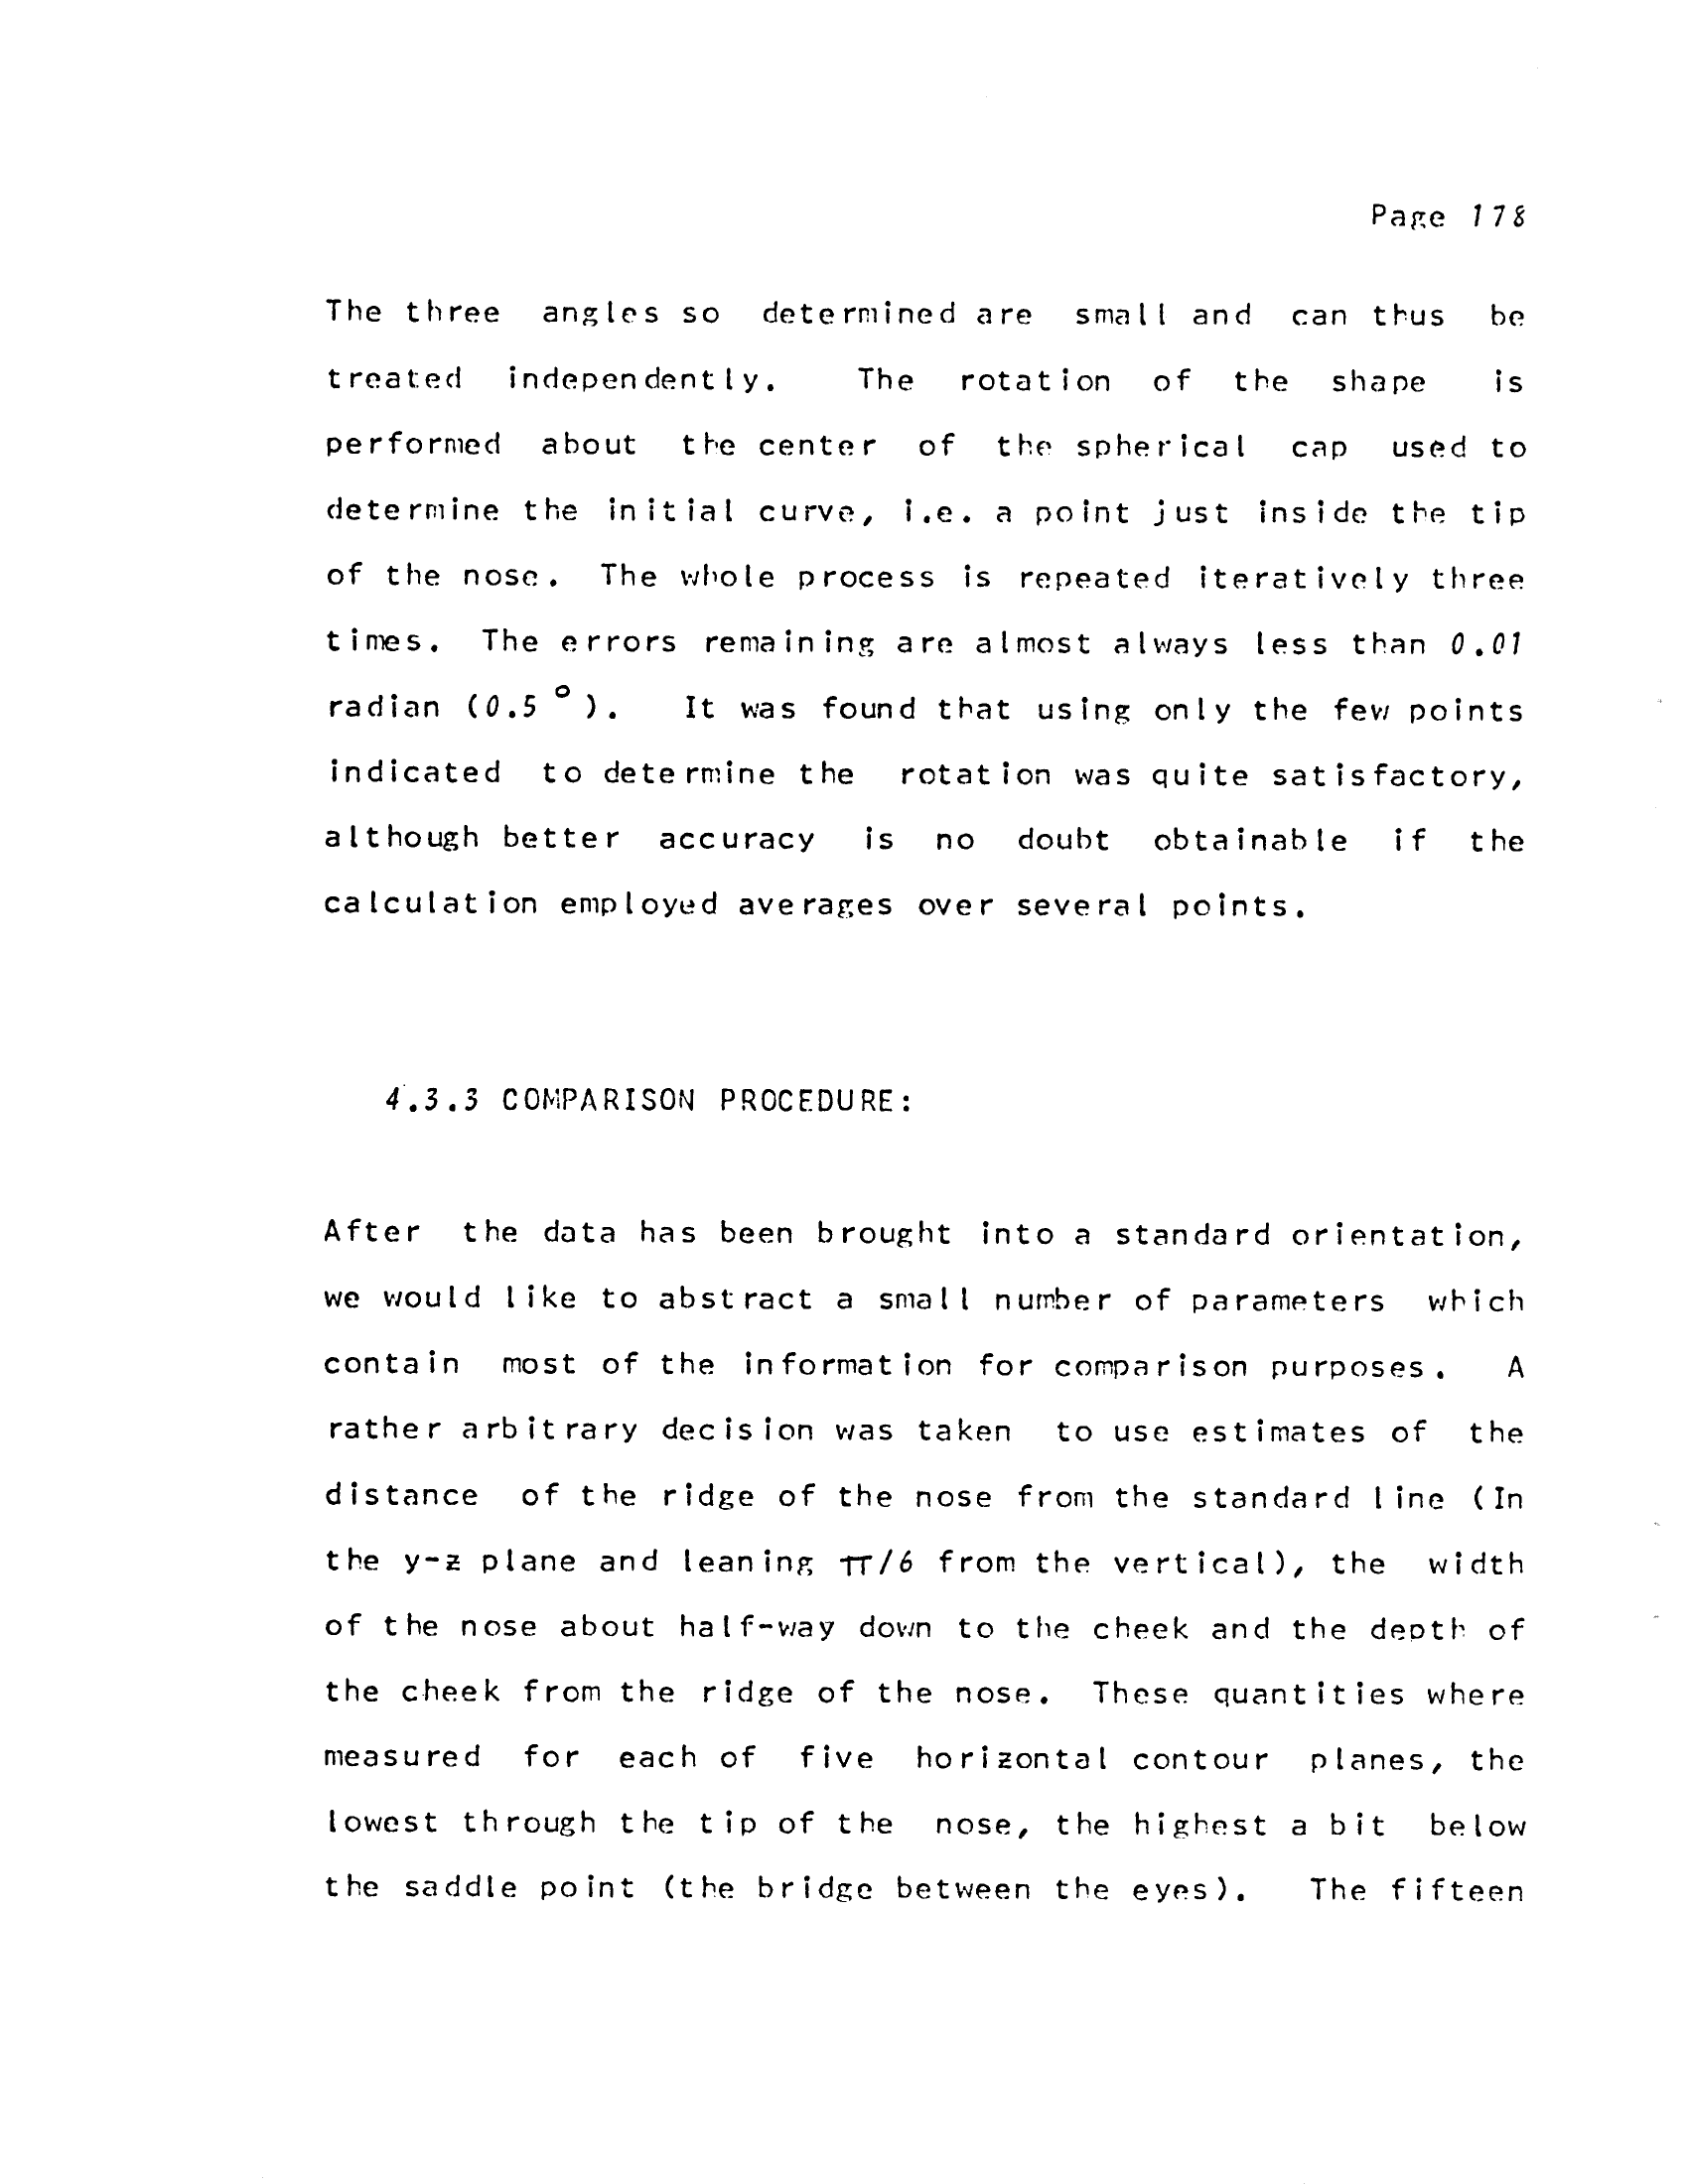 Page 178
The three angles so determined are small and can thus be
treated independently. The rotation of the shape is
performed about the center of the spherical cap used to
determine the initial curve, i.e. a point just inside the tip
of the nose. The whole process is repeated iteratively three
times. The errors remaining are almost always less than 0.01
radian (0.5 °). It was found that using only the few points
indicated to determine the rotation was quite satisfactory,
although better accuracy is no doubt obtainable if the
calculation employed averages over several points.
4.3.3 COMPARISON PROCEDURE:
After the data has been brought into a standard orientation,
we would like to abstract a small number of parameters which
contain most of the information for comparison purposes. A
rather arbitrary decision was taken to use estimates of the
distance of the ridge of the nose from the standard line (In
the y-z plane and leaning π/6 from the vertical), the width
of the nose about half-way down to the cheek and the depth of
the cheek from the ridge of the nose. These quantities where
measured for each of five horizontal contour planes, the
lowest through the tip of the nose, the highest a bit below
the saddle point (the bridge between the eyes). The fifteen